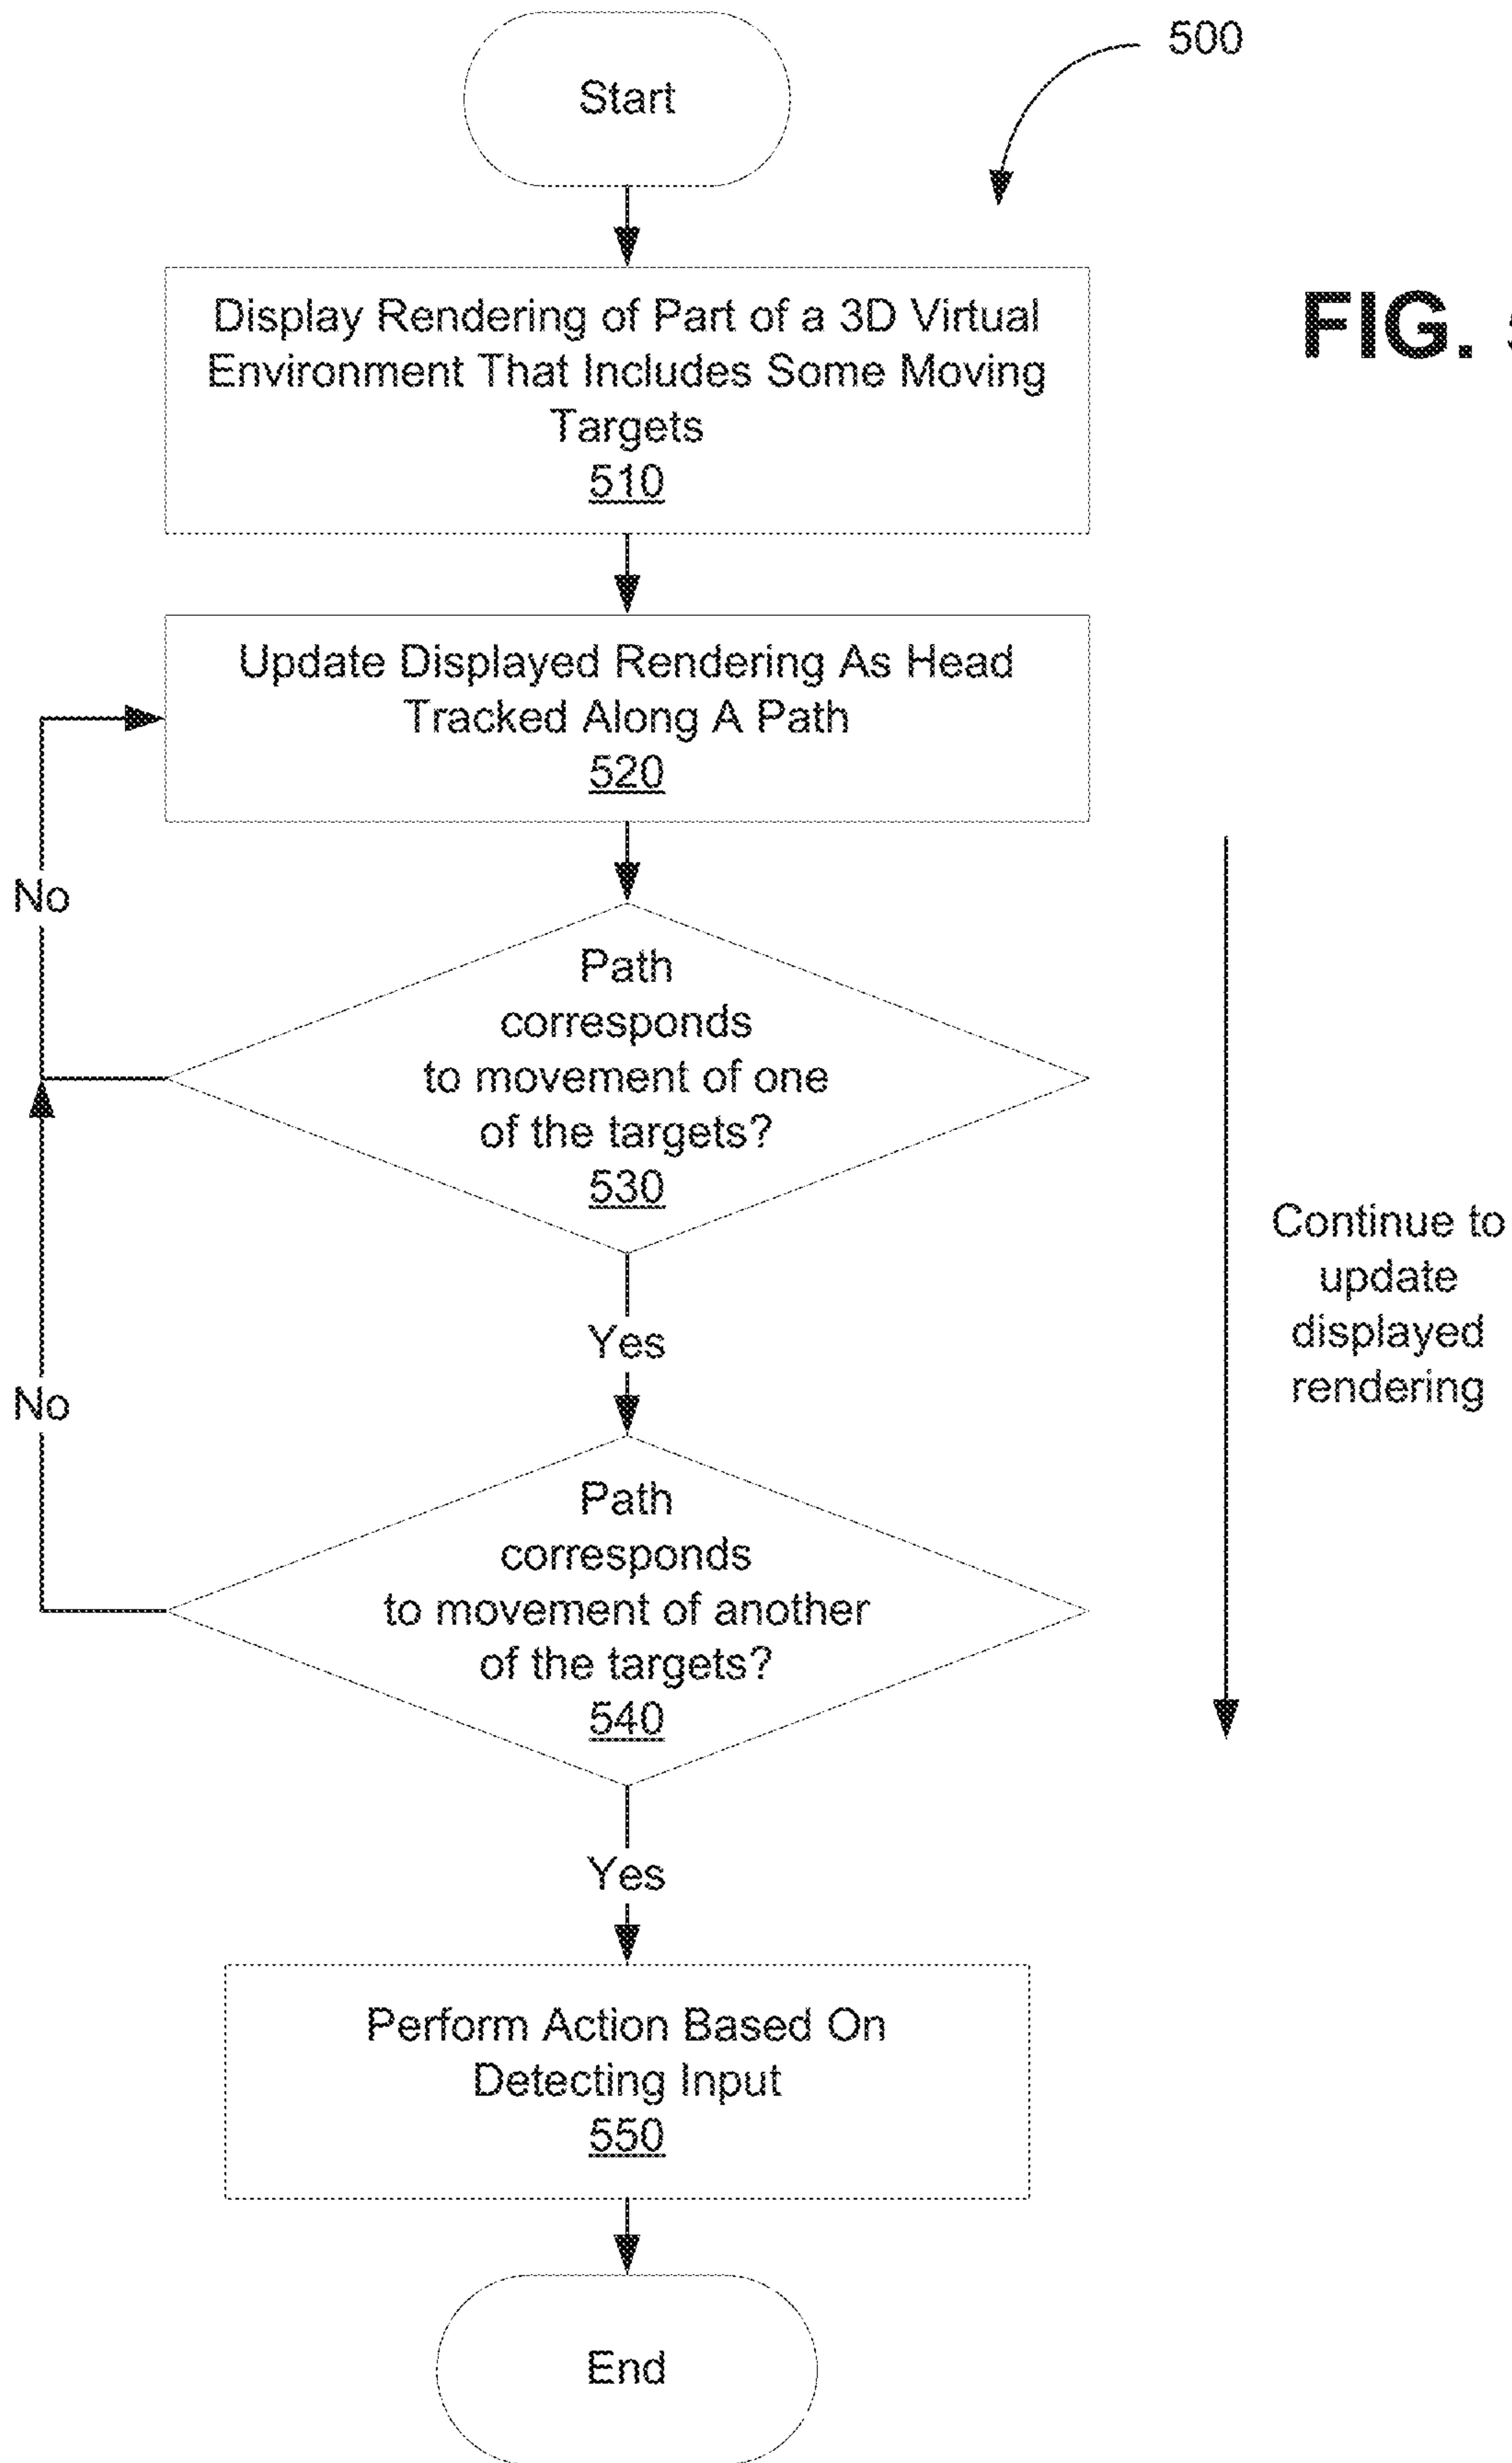 Start
500
FIG. 5
Display Rendering of Part of a 3D Virtual
Environment That Includes Some Moving
Targets
510
Update Displayed Rendering As Head
Tracked Along A Path
520
No
Path
corresponds
to movement of one
of the targets?
530
Continue to
update
displayed
rendering
Yes
No
Path
corresponds
to movement of another
of the targets?
540
Yes
Perform Action Based On
Detecting Input
550
End